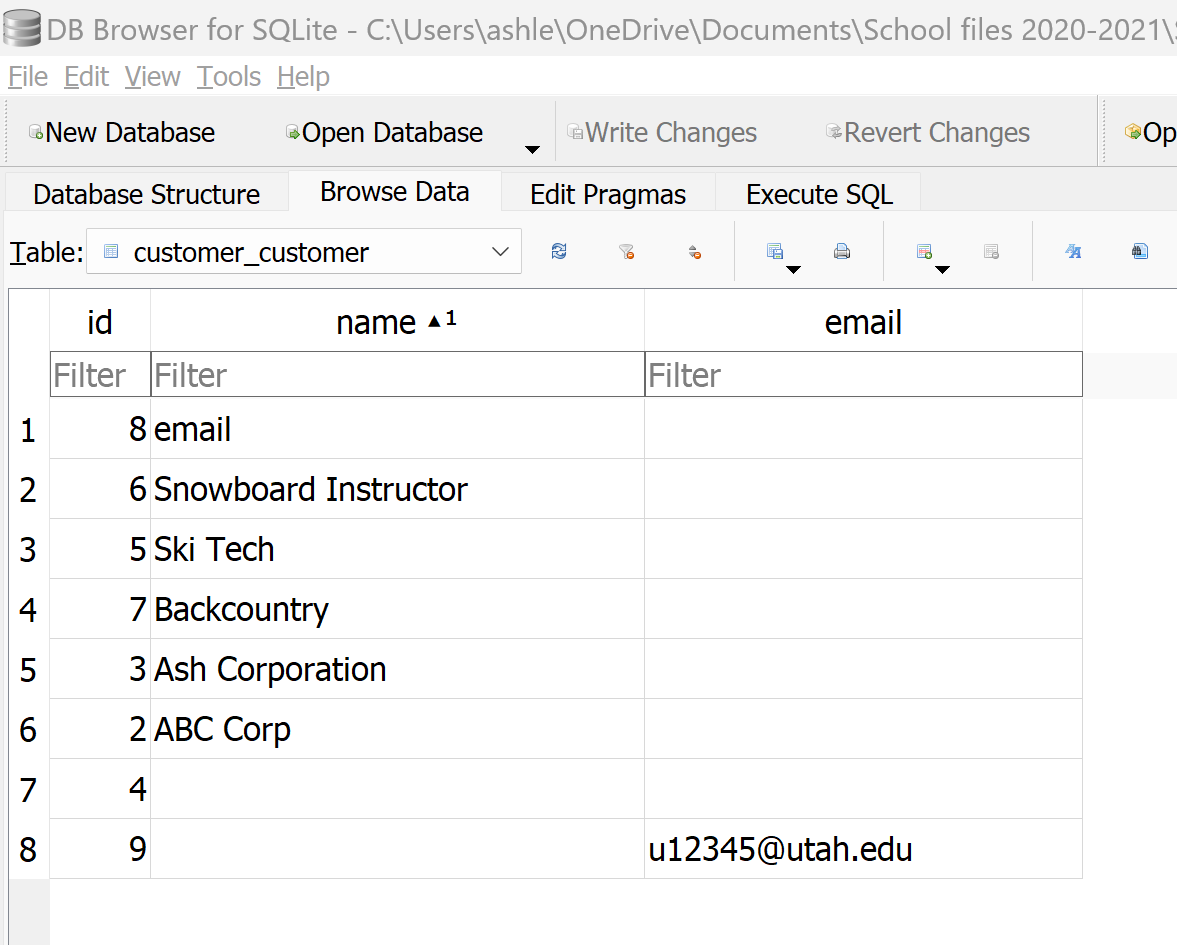 DB Browser for SQLite - C:\Users\ashle\OneDrive\Documents\School files 2020-2021\
File Edit View Tools Help
New Database Open Database Write Changes Revert Changes Op
Database Structure Browse Data Edit Pragmas Execute SQL
Table: customer_customer
id name ▲1 email
Filter Filter Filter
1 8 email
2 6 Snowboard Instructor
3 5 Ski Tech
4 7 Backcountry
5 3 Ash Corporation
6 2 ABC Corp
7 4
8 9 u12345@utah.edu